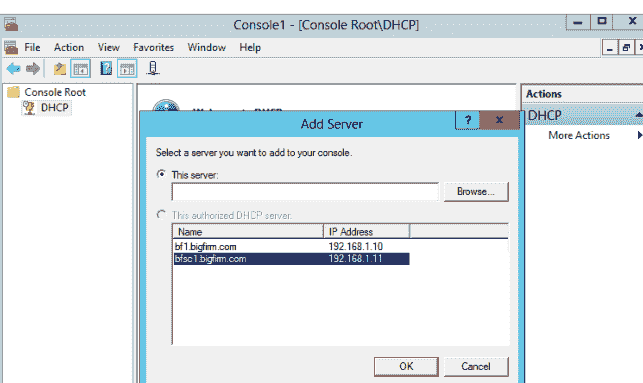 Console1 - [Console Root\DHCP]
File Action View Favorites Window Help
Console Root
DHCP
Actions
DHCP
More Actions
Add Server
Select a server you want to add to your console.
This server:
Browse...
This authorized DHCP server:
Name IP Address
bf1.bigfirm.com 192.168.1.10
bfsc1.bigfirm.com 192.168.1.11
OK Cancel